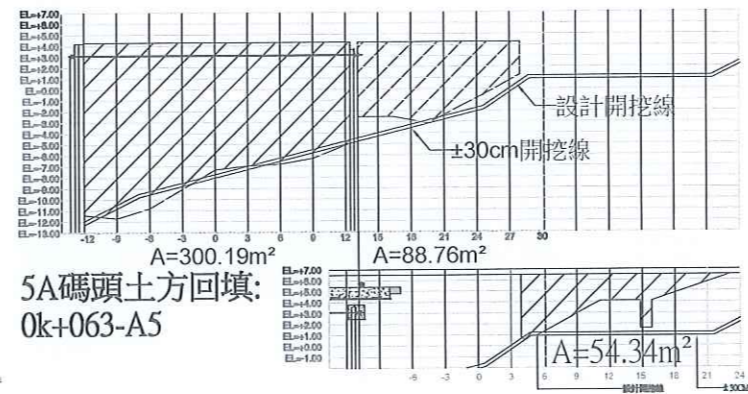 EL=+7.00
EL=+6.00
EL=+5.00
EL=+4.00
EL=+3.00
EL=+2.00
EL=+1.00
EL=0.00
EL=-1.00
EL=-2.00
EL=-3.00
EL=-4.00
EL=-5.00
EL=-6.00
EL=-7.00
EL=-8.00
EL=-9.00
EL=-10.00
EL=-11.00
EL=-12.00
EL=-13.00
設計開挖線
±30cm開挖線
-12 -9 -6 -3 0 3 6 9 12 15 18 21 24 27 30
A=300.19m² A=88.76m²
5A碼頭土方回填:
0k+063-A5
EL=+7.00
EL=+6.00
EL=+5.00
EL=+4.00
EL=+3.00
EL=+2.00
EL=+1.00
EL=+0.00
EL=-1.00
A=54.34m²
-6 -3 0 3 6 9 12 15 18 21 24
設計開挖線
±30CM